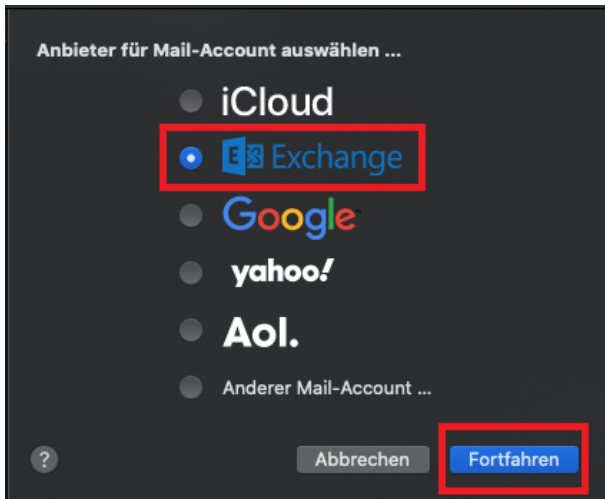 Anbieter für Mail-Account auswählen ...
iCloud
E Exchange
Google
yahoo!
Aol.
Anderer Mail-Account ...
? Abbrechen Fortfahren